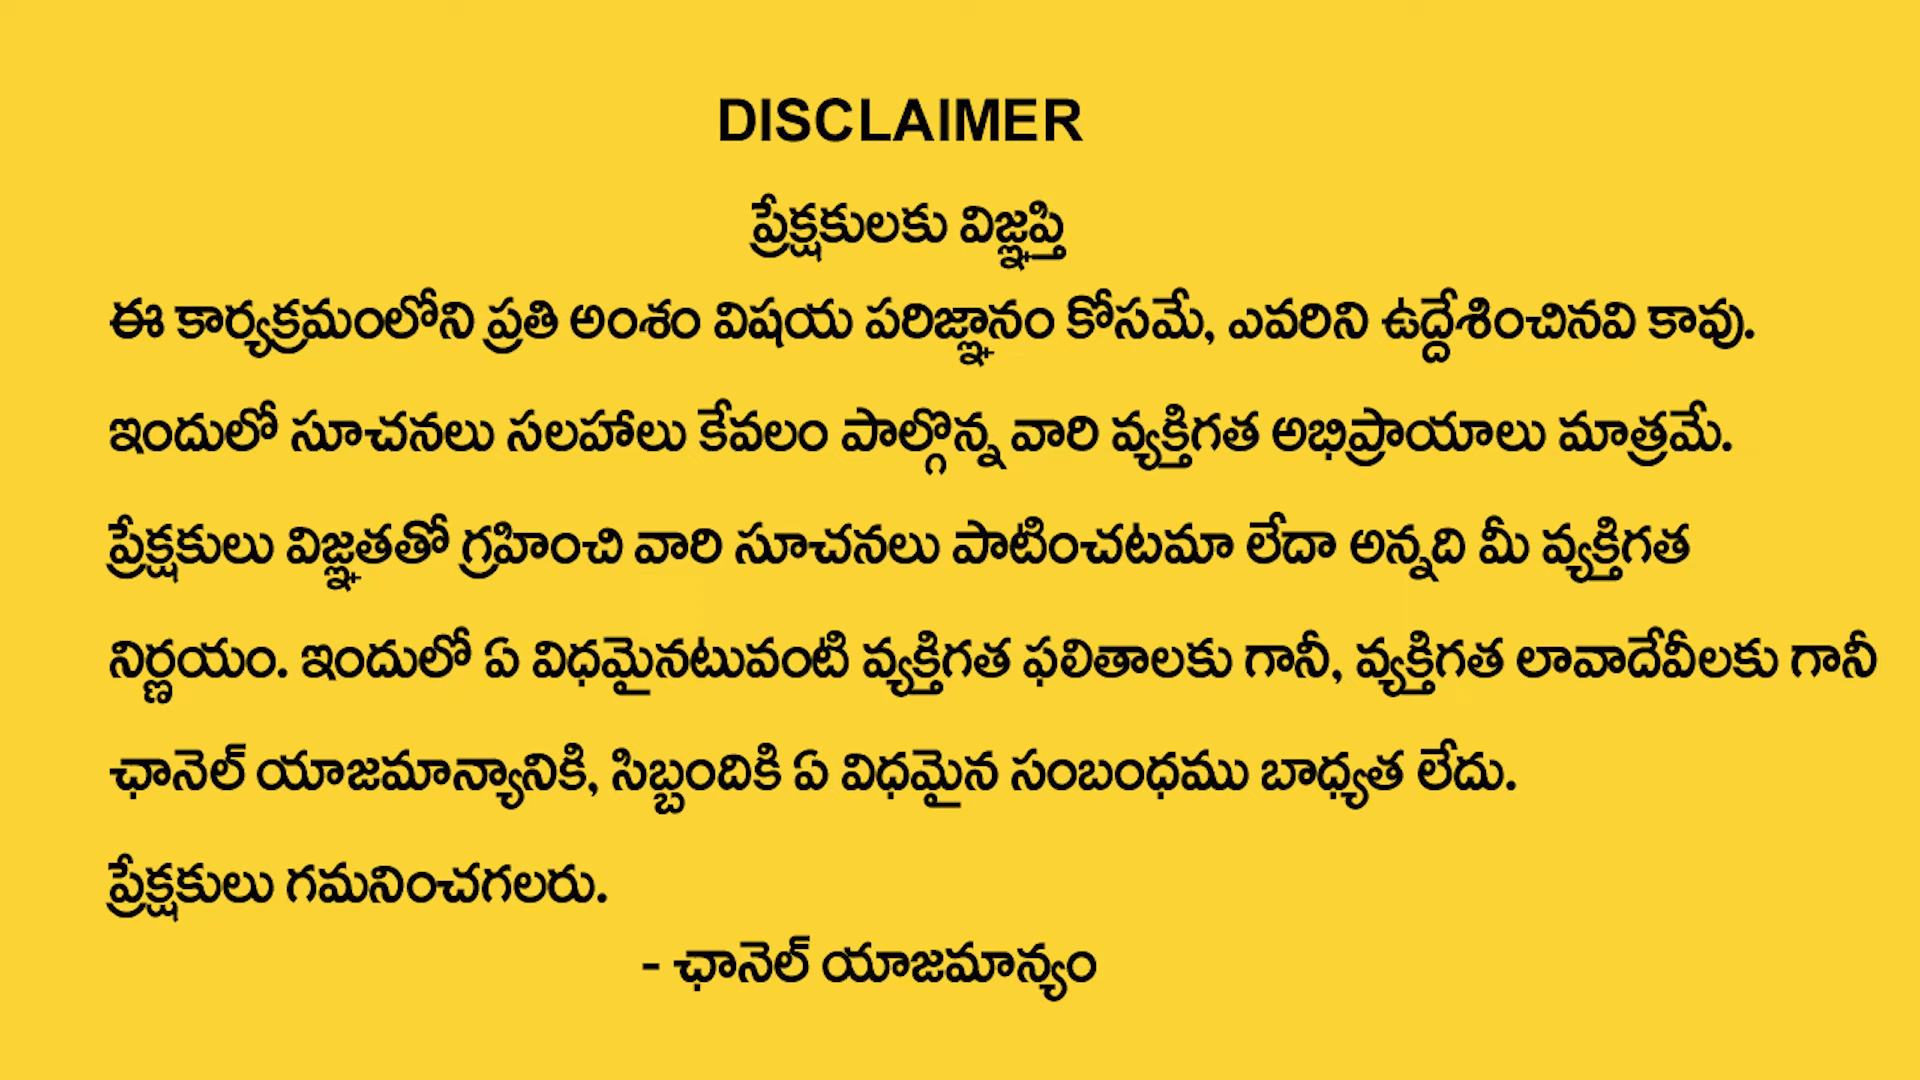 DISCLAIMER
ప్రేక్షకులకు విజ్ఞప్తి
ఈ కార్యక్రమంలోని ప్రతి అంశం విషయ పరిజ్ఞానం కోసమే, ఎవరిని ఉద్దేశించినవి కావు.
ఇందులో సూచనలు సలహాలు కేవలం పాల్గొన్న వారి వ్యక్తిగత అభిప్రాయాలు మాత్రమే.
ప్రేక్షకులు విజ్ఞతతో గ్రహించి వారి సూచనలు పాటించటమా లేదా అన్నది మీ వ్యక్తిగత
నిర్ణయం. ఇందులో ఏ విధమైనటువంటి వ్యక్తిగత ఫలితాలకు గానీ, వ్యక్తిగత లావాదేవీలకు గానీ
ఛానెల్ యాజమాన్యానికి, సిబ్బందికి ఏ విధమైన సంబంధము బాధ్యత లేదు.
ప్రేక్షకులు గమనించగలరు.
- ఛానెల్ యాజమాన్యం